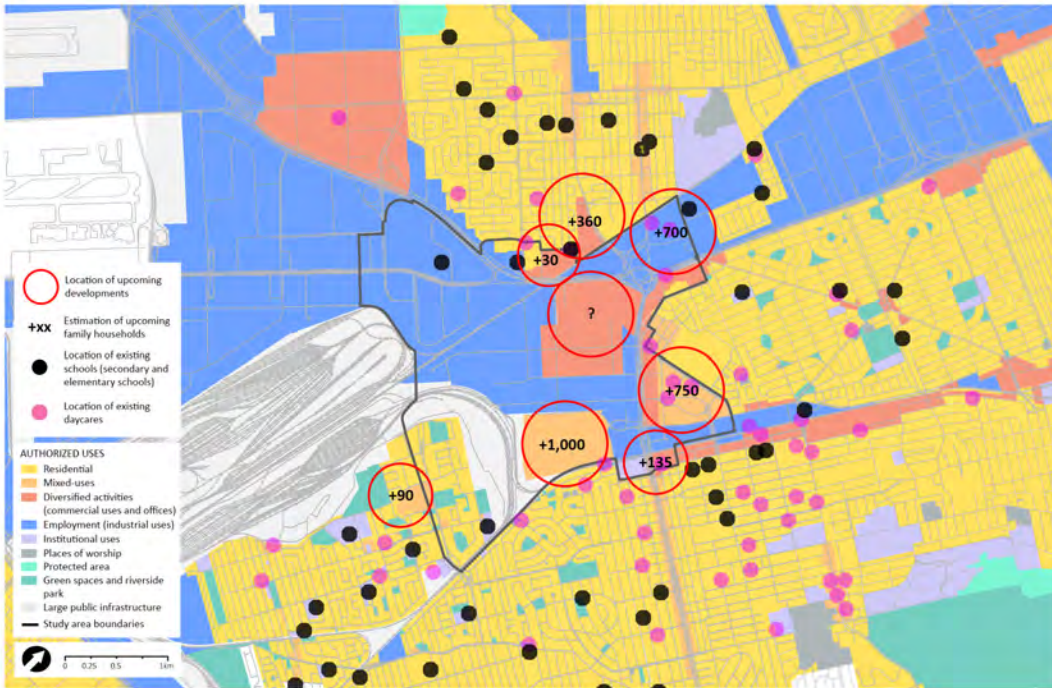 +360
+700
+30
?
+750
+1,000
+135
+90
Location of upcoming
developments
+xx Estimation of upcoming
family households
Location of existing
schools (secondary and
elementary schools)
Location of existing
daycares
AUTHORIZED USES
Residential
Mixed-uses
Diversified activities
(commercial uses and offices)
Employment (industrial uses)
Institutional uses
Places of worship
Protected area
Green spaces and riverside
park
Large public infrastructure
Study area boundaries
0 0.25 0.5 1km